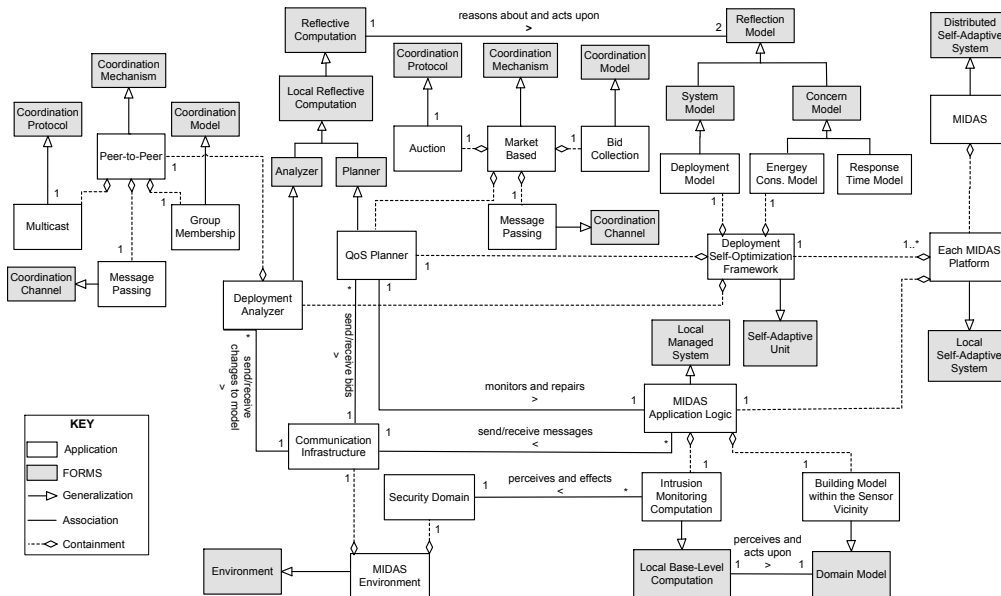 Reflective
Computation
1
reasons about and acts upon
>
2
Reflection
Model
Distributed
Self-Adaptive
System
Coordination
Mechanism
Coordination
Protocol
Coordination
Mechanism
Coordination
Model
Local Reflective
Computation
System
Model
Concern
Model
MIDAS
Coordination
Protocol
Coordination
Model
Peer-to-Peer
1
1
Auction
1
Market
Based
1
1
Bid
Collection
Analyzer
Planner
Deployment
Model
Energey
Cons. Model
Response
Time Model
1
Multicast
1
1
Group
Membership
1
Message
Passing
Coordination
Channel
1
1
1
QoS Planner
1
Deployment
Self-Optimization
Framework
1
1..*
Each MIDAS
Platform
Coordination
Channel
Message
Passing
Deployment
Analyzer
*
1
*
send/receive
changes to model
<
send/receive bids
<
Local
Managed
System
Self-Adaptive
Unit
Local
Self-Adaptive
System
monitors and repairs
>
1
MIDAS
Application Logic
1
1
1
Communication
Infrastructure
1
send/receive messages
<
*
1
1
1
KEY
Application
FORMS
Generalization
Association
Containment
Security Domain
1
perceives and effects
<
*
Intrusion
Monitoring
Computation
Building Model
within the Sensor
Vicinity
1
Environment
MIDAS
Environment
Local Base-Level
Computation
perceives and
acts upon
1
>
1
Domain Model